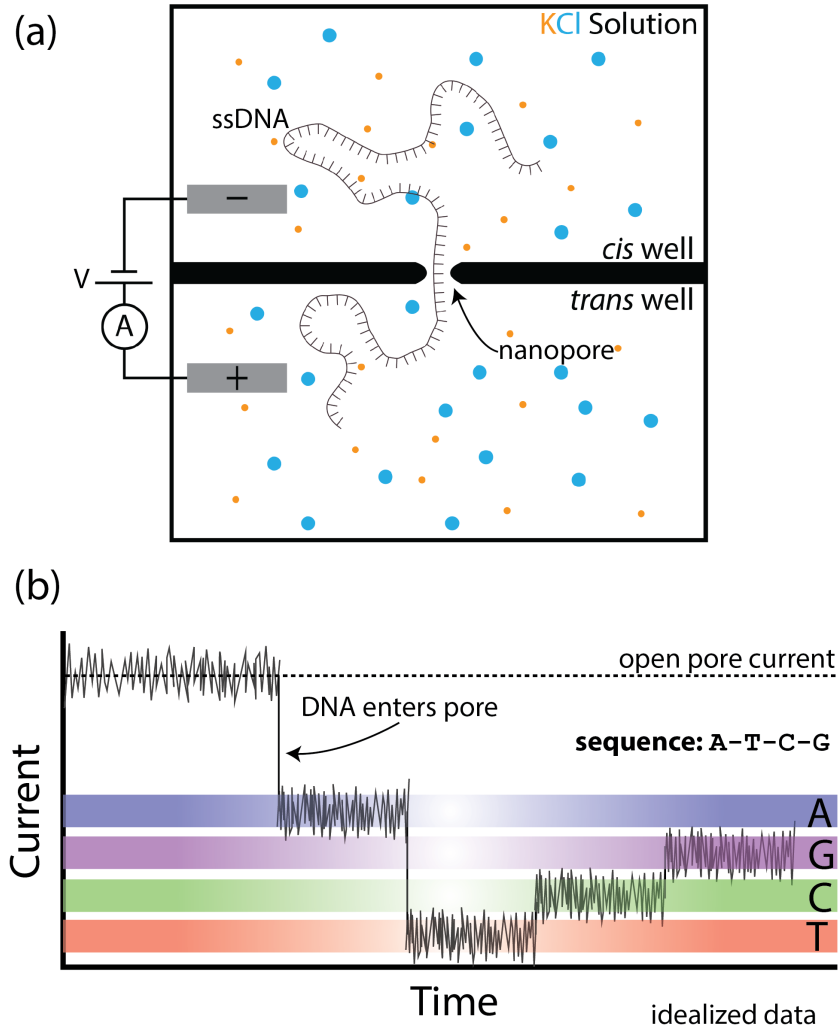 (a)
KCl Solution
ssDNA
−
cis well
V
trans well
A
nanopore
+
(b)
open pore current
DNA enters pore
sequence: A-T-C-G
Current
A
G
C
T
Time
idealized data